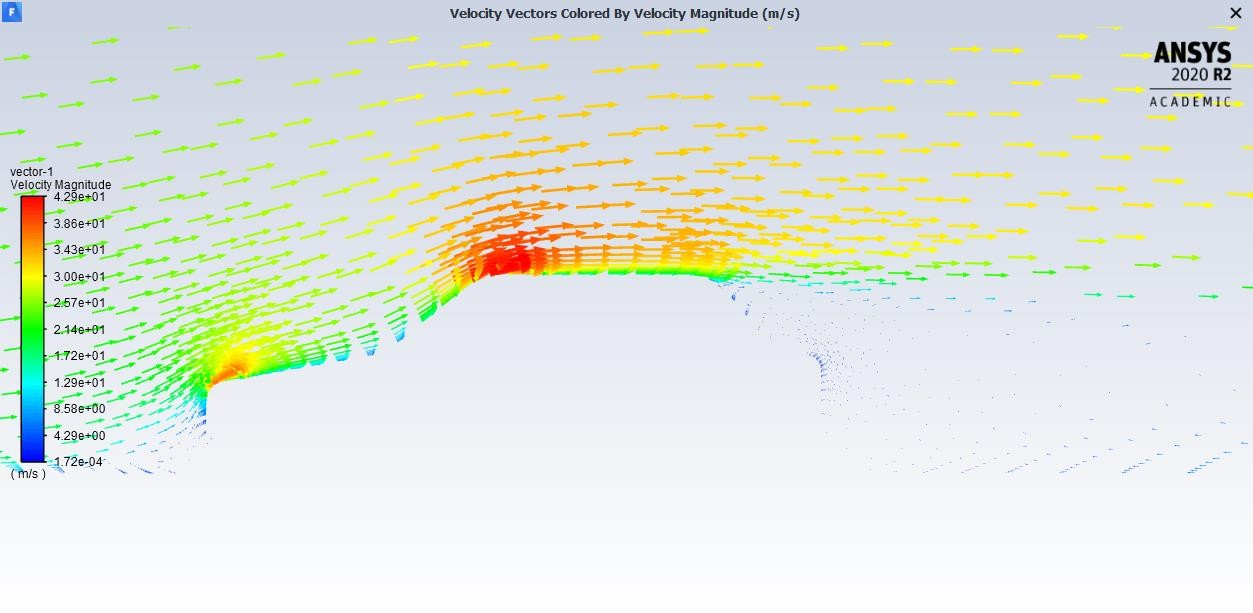 F
Velocity Vectors Colored By Velocity Magnitude (m/s)
ANSYS
2020 R2
ACADEMIC
vector-1
Velocity Magnitude
4.29e+01
3.86e+01
3.43e+01
3.00e+01
2.57e+01
2.14e+01
1.72e+01
1.29e+01
8.58e+00
4.29e+00
1.72e-04
( m/s )